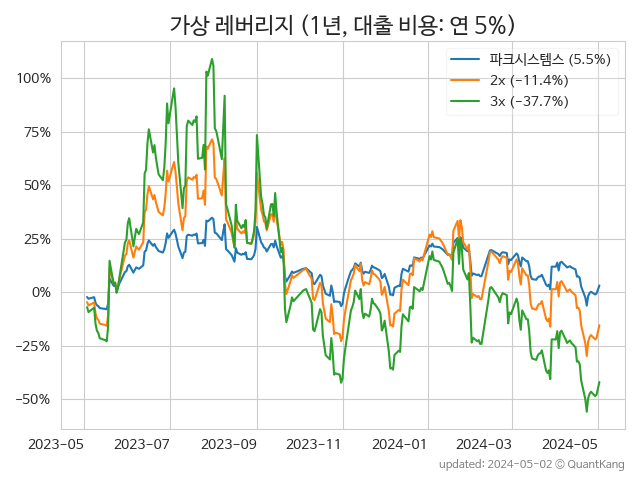 가상 레버리지 (1년, 대출 비용: 연 5%)
파크시스템스 (5.5%)
2x (−11.4%)
3x (−37.7%)
100%
75%
50%
25%
0%
−25%
−50%
2023-05
2023-07
2023-09
2023-11
2024-01
2024-03
2024-05
updated: 2024-05-02 © QuantKang